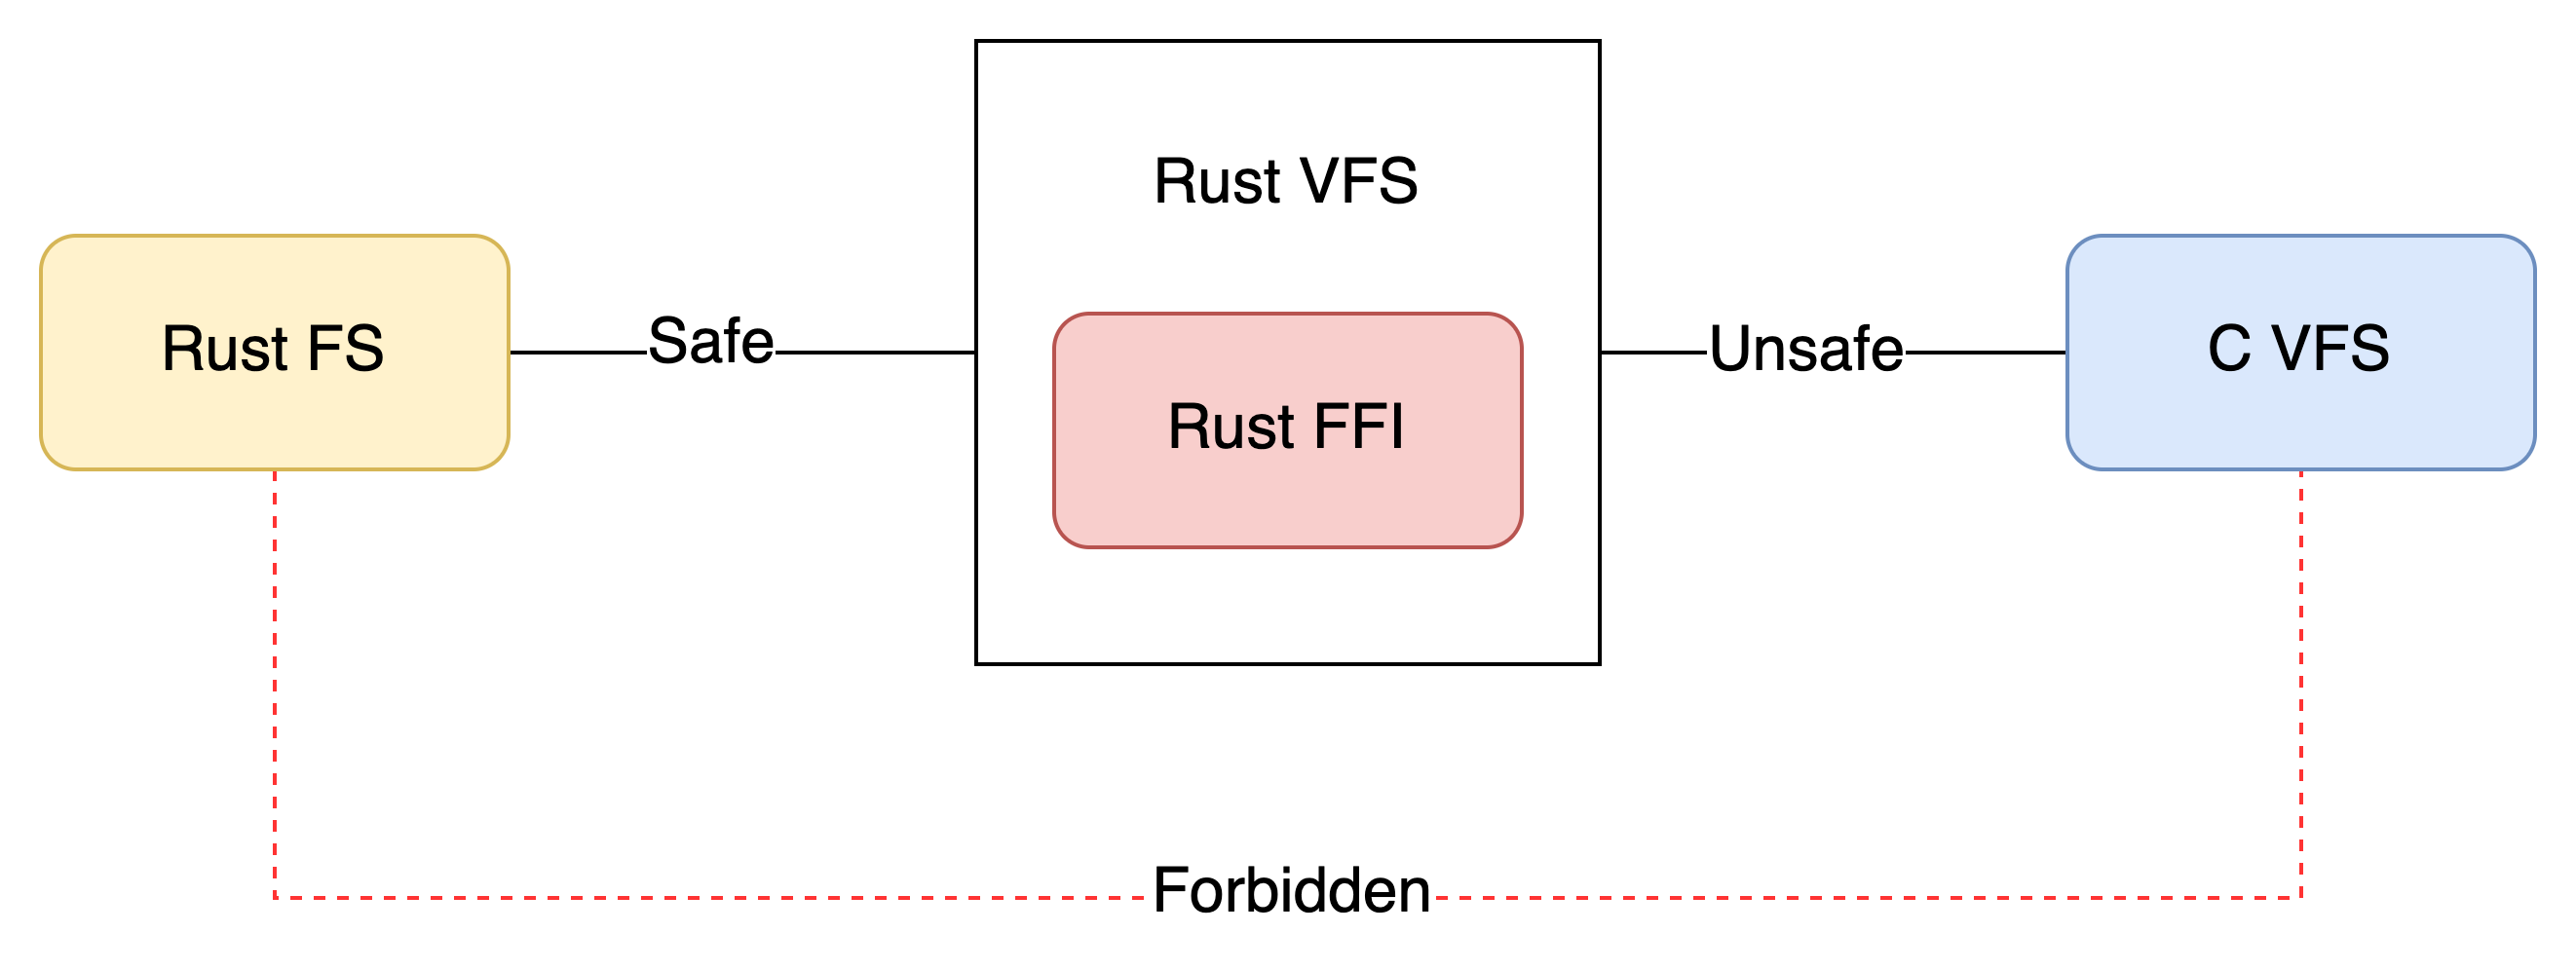 Rust VFS
Rust FS
Safe
Unsafe
C VFS
Rust FFI
Forbidden